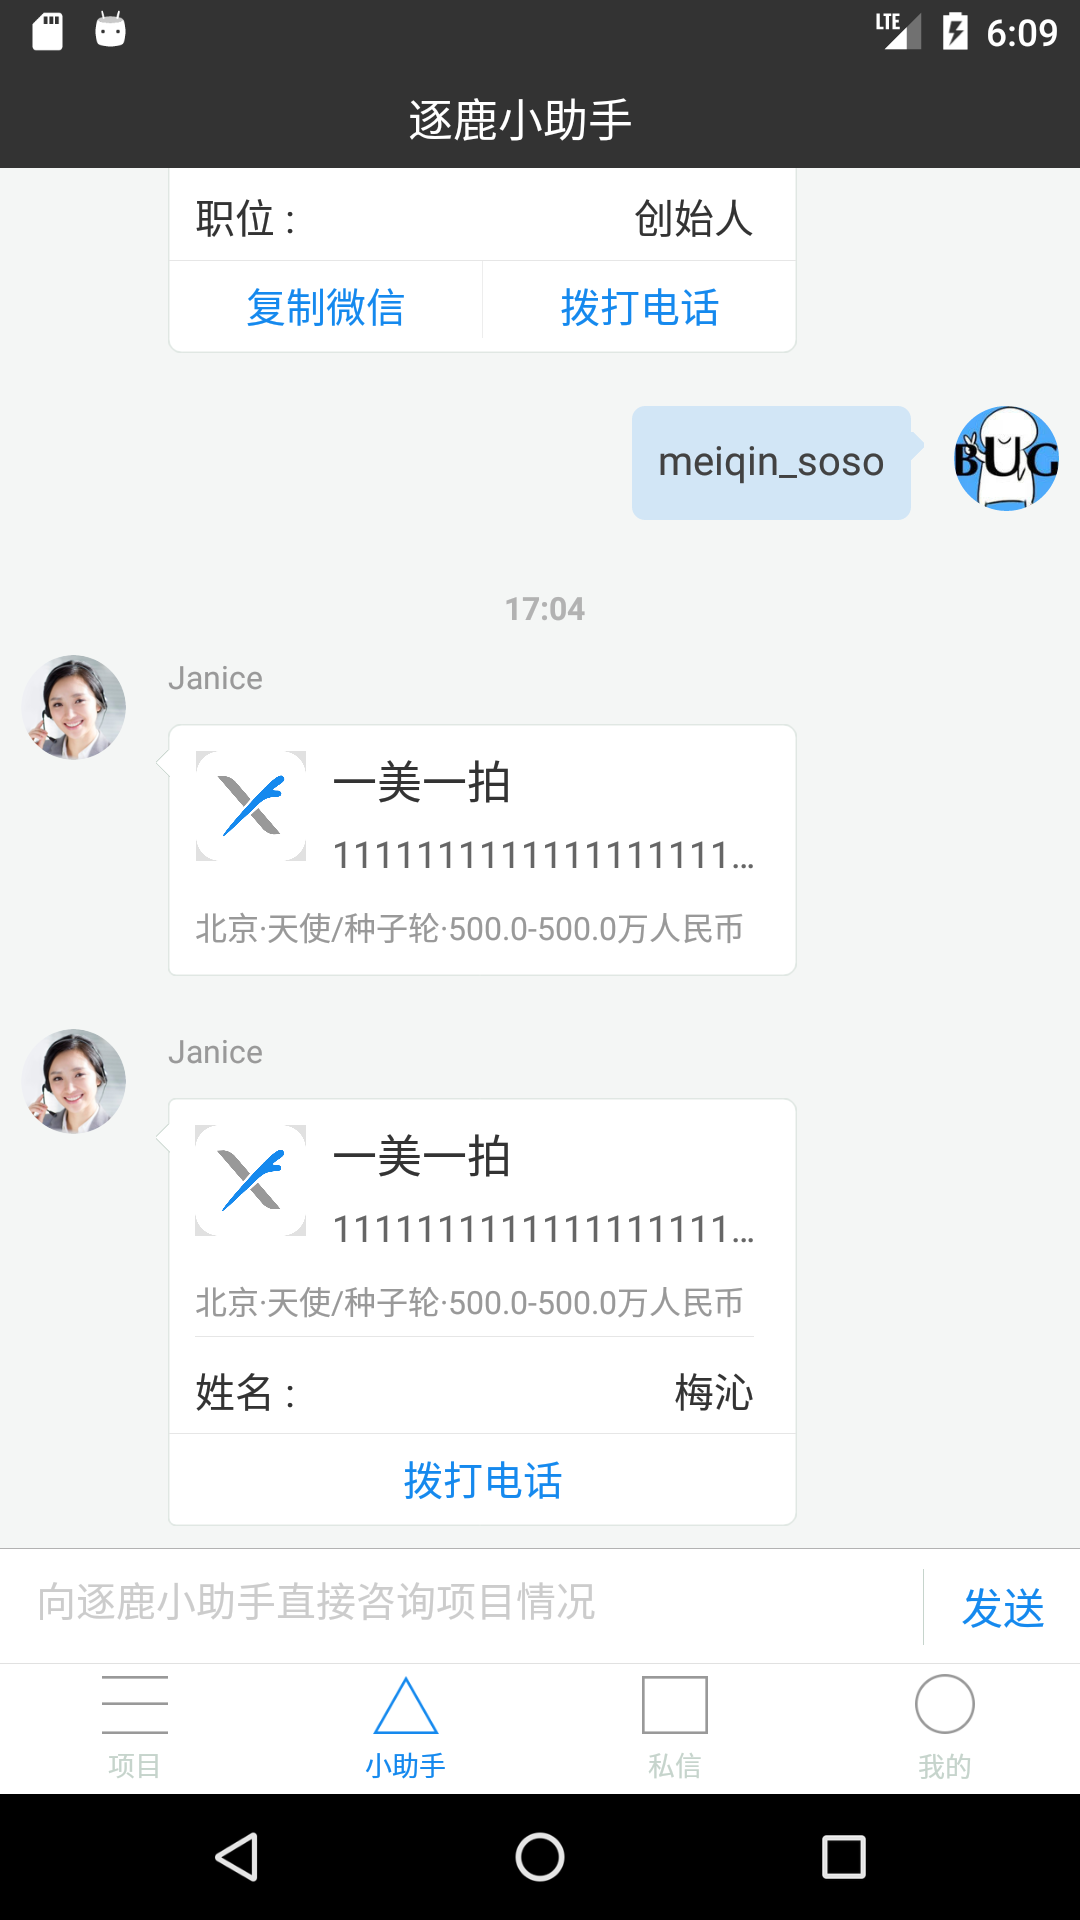 LTE 6:09
逐鹿小助手
职位： 创始人
复制微信 拨打电话
meiqin_soso
BUG
17:04
Janice
一美一拍
1111111111111111111...
北京·天使/种子轮·500.0-500.0万人民币
Janice
一美一拍
1111111111111111111...
北京·天使/种子轮·500.0-500.0万人民币
姓名： 梅沁
拨打电话
向逐鹿小助手直接咨询项目情况 发送
项目 小助手 私信 我的